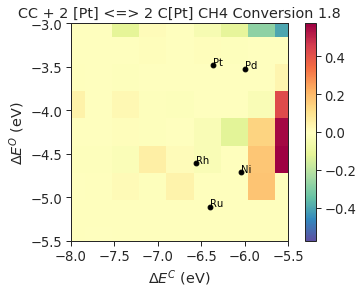 CC + 2 [Pt] <=> 2 C[Pt] CH4 Conversion 1.8
−3.0
−3.5
−4.0
−4.5
−5.0
−5.5
ΔE^O (eV)
Pt
Pd
Rh
Ni
Ru
−8.0 −7.5 −7.0 −6.5 −6.0 −5.5
ΔE^C (eV)
0.4
0.2
0.0
−0.2
−0.4